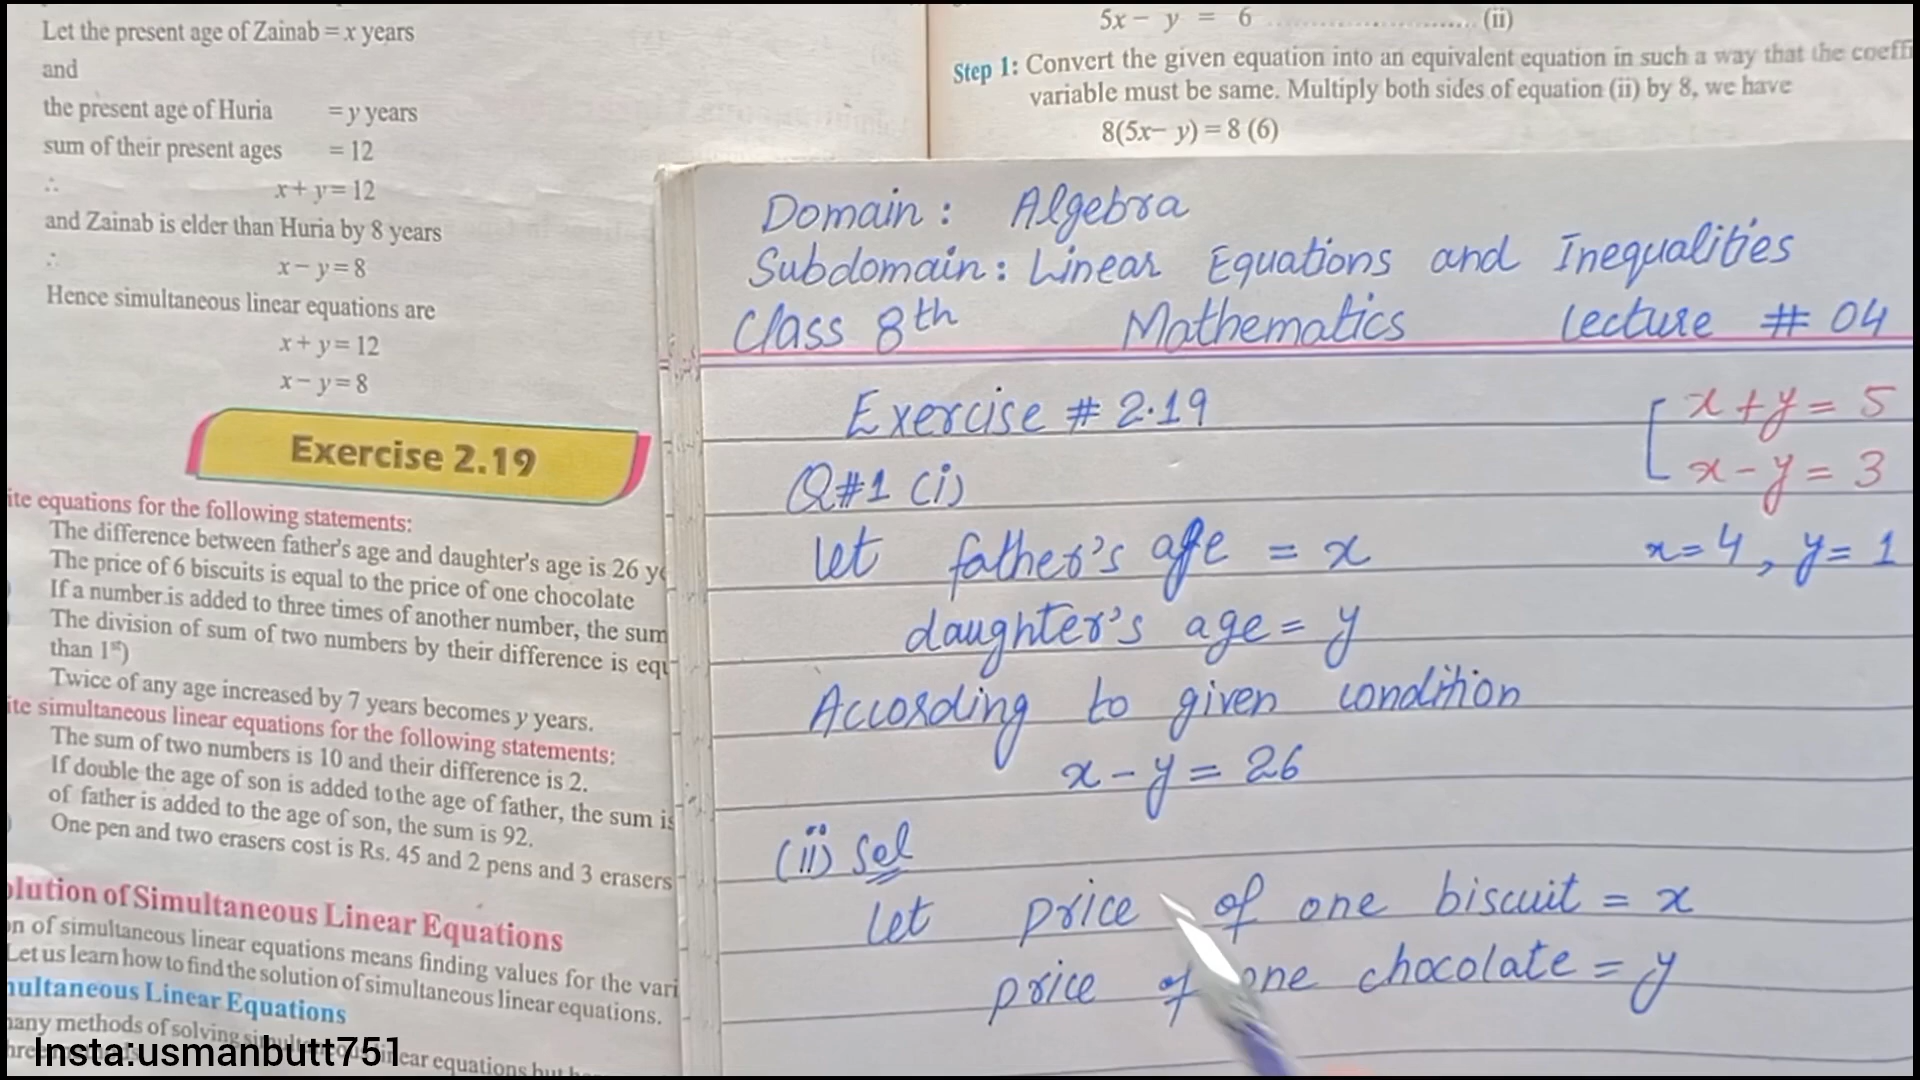 Let the present age of Zainab = x years
and
the present age of Huria = y years
sum of their present ages = 12
∴ x + y = 12
and Zainab is elder than Huria by 8 years
∴ x − y = 8
Hence simultaneous linear equations are
x + y = 12
x − y = 8
Exercise 2.19
equations for the following statements:
The difference between father's age and daughter's age is 26
The price of 6 biscuits is equal to the price of one chocolate
If a number is added to three times of another number, the sum
The division of sum of two numbers by their difference is
than 1st)
Twice of any age increased by 7 years becomes y years.
simultaneous linear equations for the following statements:
The sum of two numbers is 10 and their difference is 2.
If double the age of son is added to the age of father, the sum is
of father is added to the age of son, the sum is 92.
One pen and two erasers cost is Rs. 45 and 2 pens and 3 erasers
of Simultaneous Linear Equations
of simultaneous linear equations means finding values for the
Let us learn how to find the solution of simultaneous linear equations.
Linear Equations
methods of solving simultaneous linear equations but
5x − y = 6 ........................ (ii)
Step 1: Convert the given equation into an equivalent equation in such a way that the
variable must be same. Multiply both sides of equation (ii) by 8, we have
8(5x− y) = 8 (6)
Domain: Algebra
Subdomain: Linear Equations and Inequalities
Class 8th Mathematics Lecture # 04
Exercise # 2.19
x + y = 5
x − y = 3
x = 4, y = 1
Q#1 (i)
let father's age = x
daughter's age = y
According to given condition
x − y = 26
(ii) Sol
let price of one biscuit = x
price of one chocolate = y
Insta:usmanbutt751